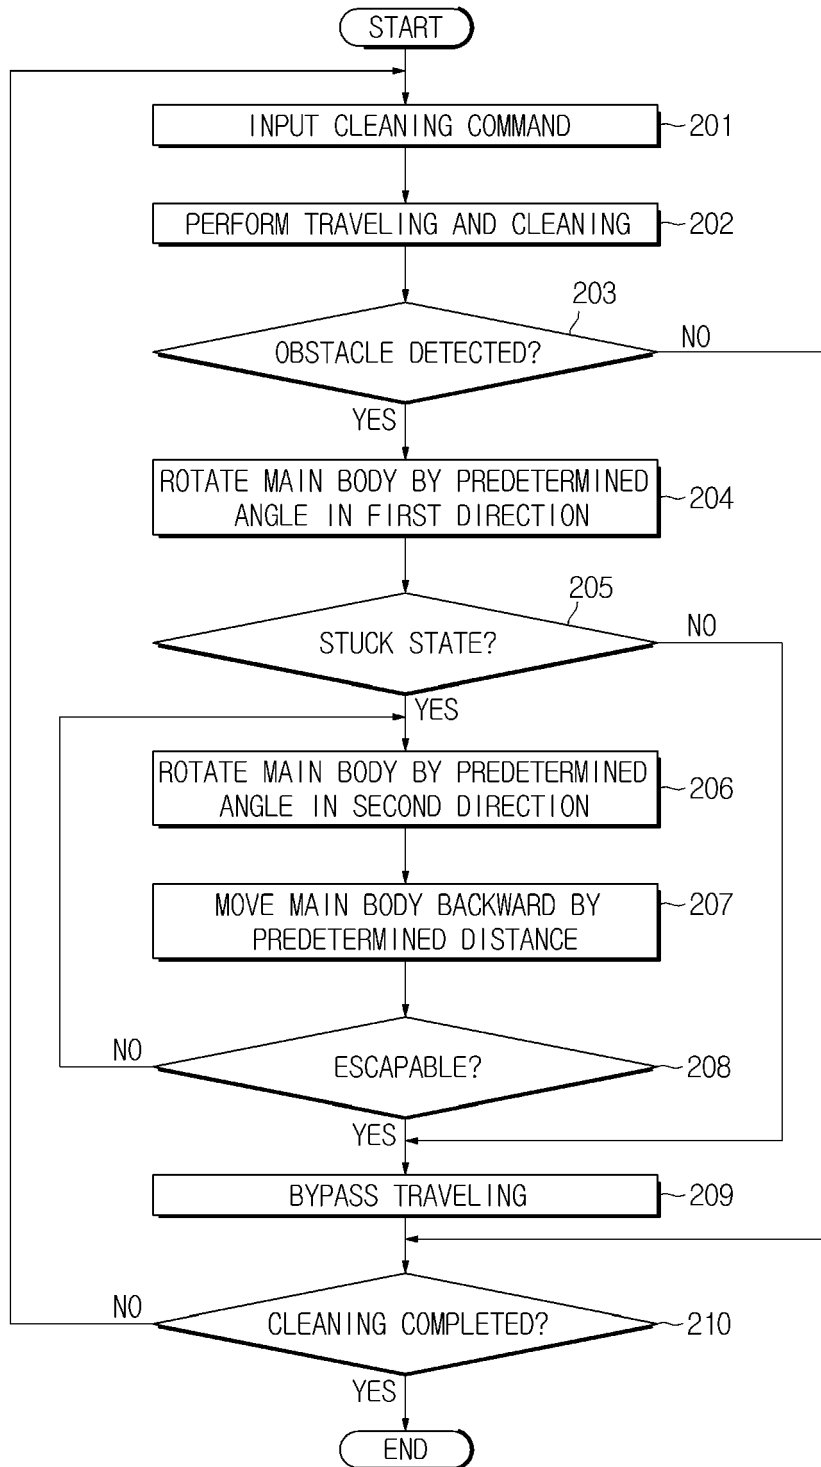 START
INPUT CLEANING COMMAND
201
PERFORM TRAVELING AND CLEANING
202
203
OBSTACLE DETECTED?
NO
YES
ROTATE MAIN BODY BY PREDETERMINED
ANGLE IN FIRST DIRECTION
204
205
STUCK STATE?
NO
YES
ROTATE MAIN BODY BY PREDETERMINED
ANGLE IN SECOND DIRECTION
206
MOVE MAIN BODY BACKWARD BY
PREDETERMINED DISTANCE
207
NO
ESCAPABLE?
208
YES
BYPASS TRAVELING
209
NO
CLEANING COMPLETED?
210
YES
END